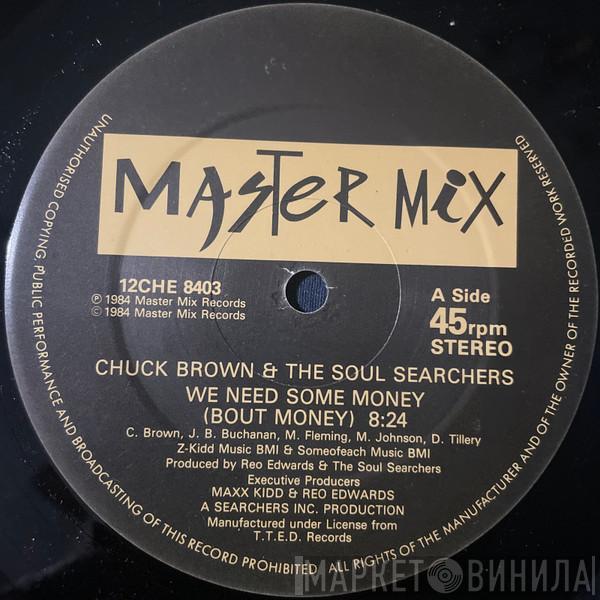 MASTER MiX
12CHE 8403
℗ 1984 Master Mix Records
© 1984 Master Mix Records
A Side
45rpm
STEREO
CHUCK BROWN & THE SOUL SEARCHERS
WE NEED SOME MONEY
(BOUT MONEY) 8:24
C. Brown, J. B. Buchanan, M. Fleming, M. Johnson, D. Tillery
Z-Kidd Music BMI & Someofeach Music BMI
Produced by Reo Edwards & The Soul Searchers
Executive Producers
MAXX KIDD & REO EDWARDS
A SEARCHERS INC. PRODUCTION
Manufactured under License from
T.T.E.D. Records
UNAUTHORISED COPYING, PUBLIC PERFORMANCE AND BROADCASTING OF THIS RECORD PROHIBITED / ALL RIGHTS OF THE MANUFACTURER AND OF THE OWNER OF THE RECORDED WORK RESERVED
МАРКЕТ ВИНИЛА